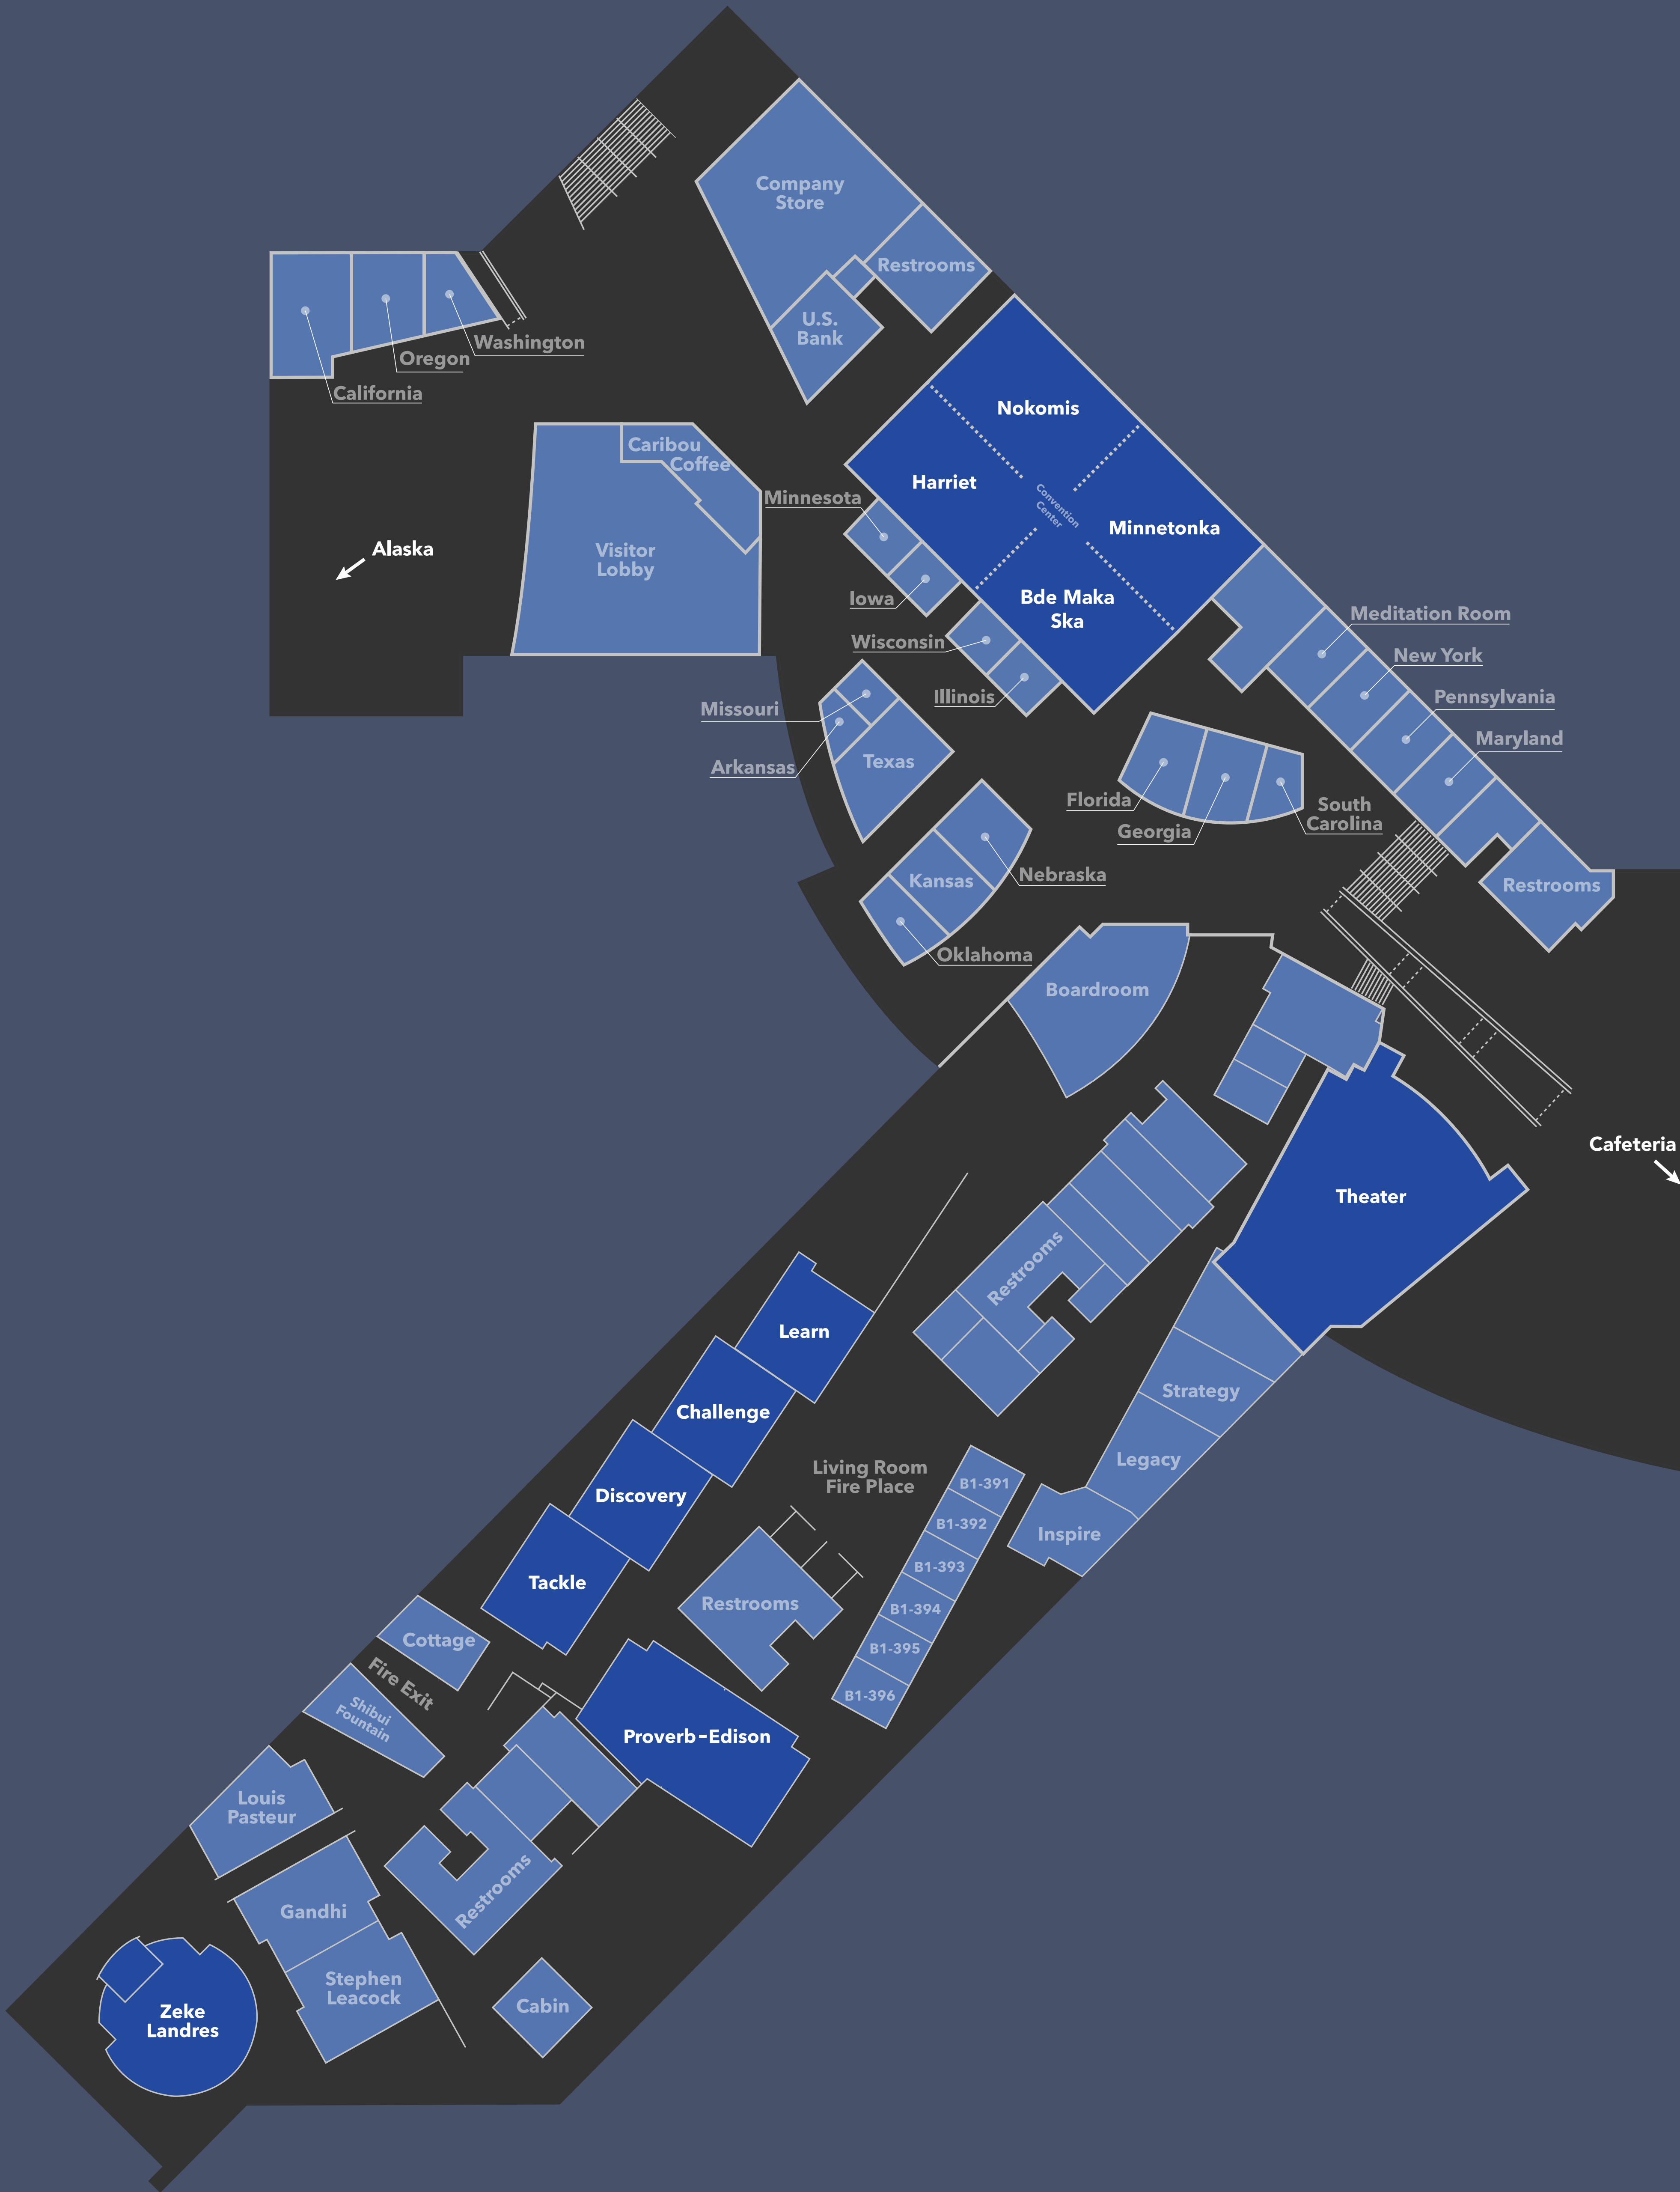 Company
Store
Restrooms
U.S.
Bank
Washington
Oregon
California
Nokomis
Caribou
Coffee
Harriet
Minnesota
Convention
Center
Minnetonka
Alaska
Visitor
Lobby
Iowa
Bde Maka
Ska
Meditation Room
Wisconsin
New York
Illinois
Pennsylvania
Missouri
Maryland
Texas
Arkansas
Florida
South
Carolina
Georgia
Nebraska
Kansas
Restrooms
Oklahoma
Boardroom
Cafeteria
Theater
Restrooms
Learn
Strategy
Challenge
Legacy
Living Room
Fire Place
B1-391
Discovery
B1-392
Inspire
B1-393
Tackle
Restrooms
B1-394
Cottage
B1-395
Fire Exit
B1-396
Shibui
Fountain
Proverb-Edison
Louis
Pasteur
Restrooms
Gandhi
Stephen
Leacock
Cabin
Zeke
Landres